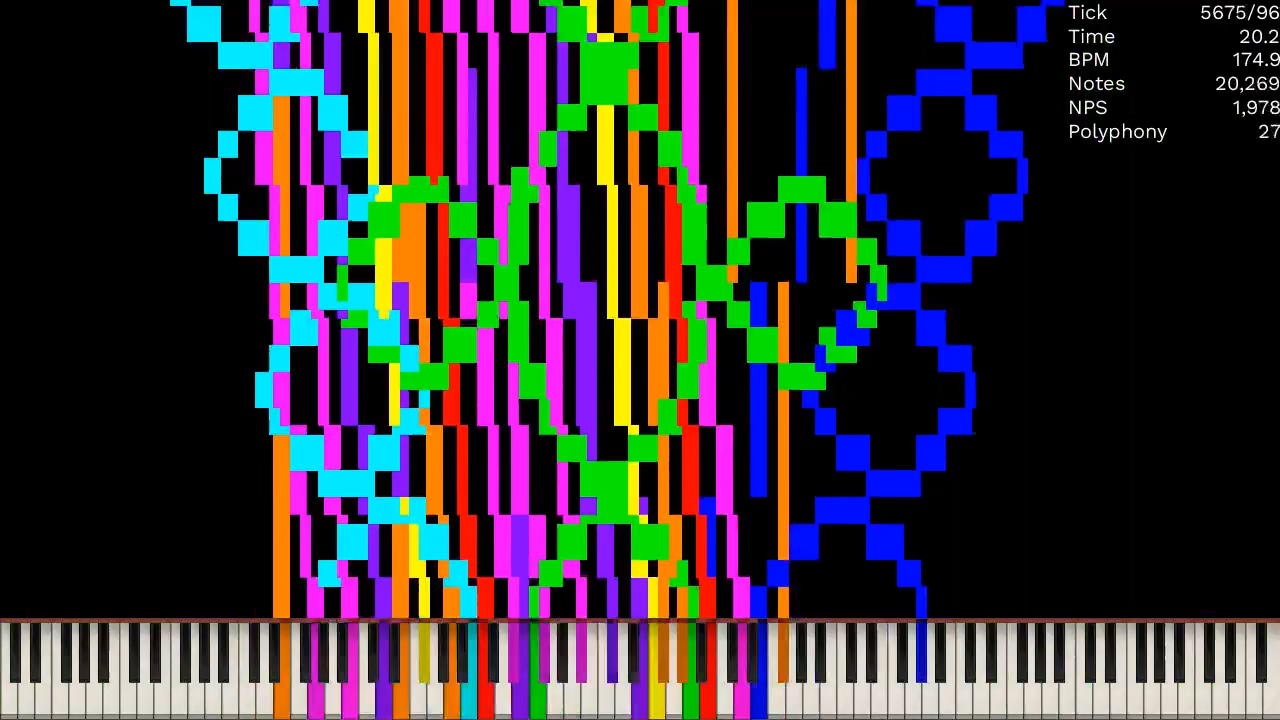 Tick 5675/96
Time 20.2
BPM 174.9
Notes 20,269
NPS 1,978
Polyphony 27